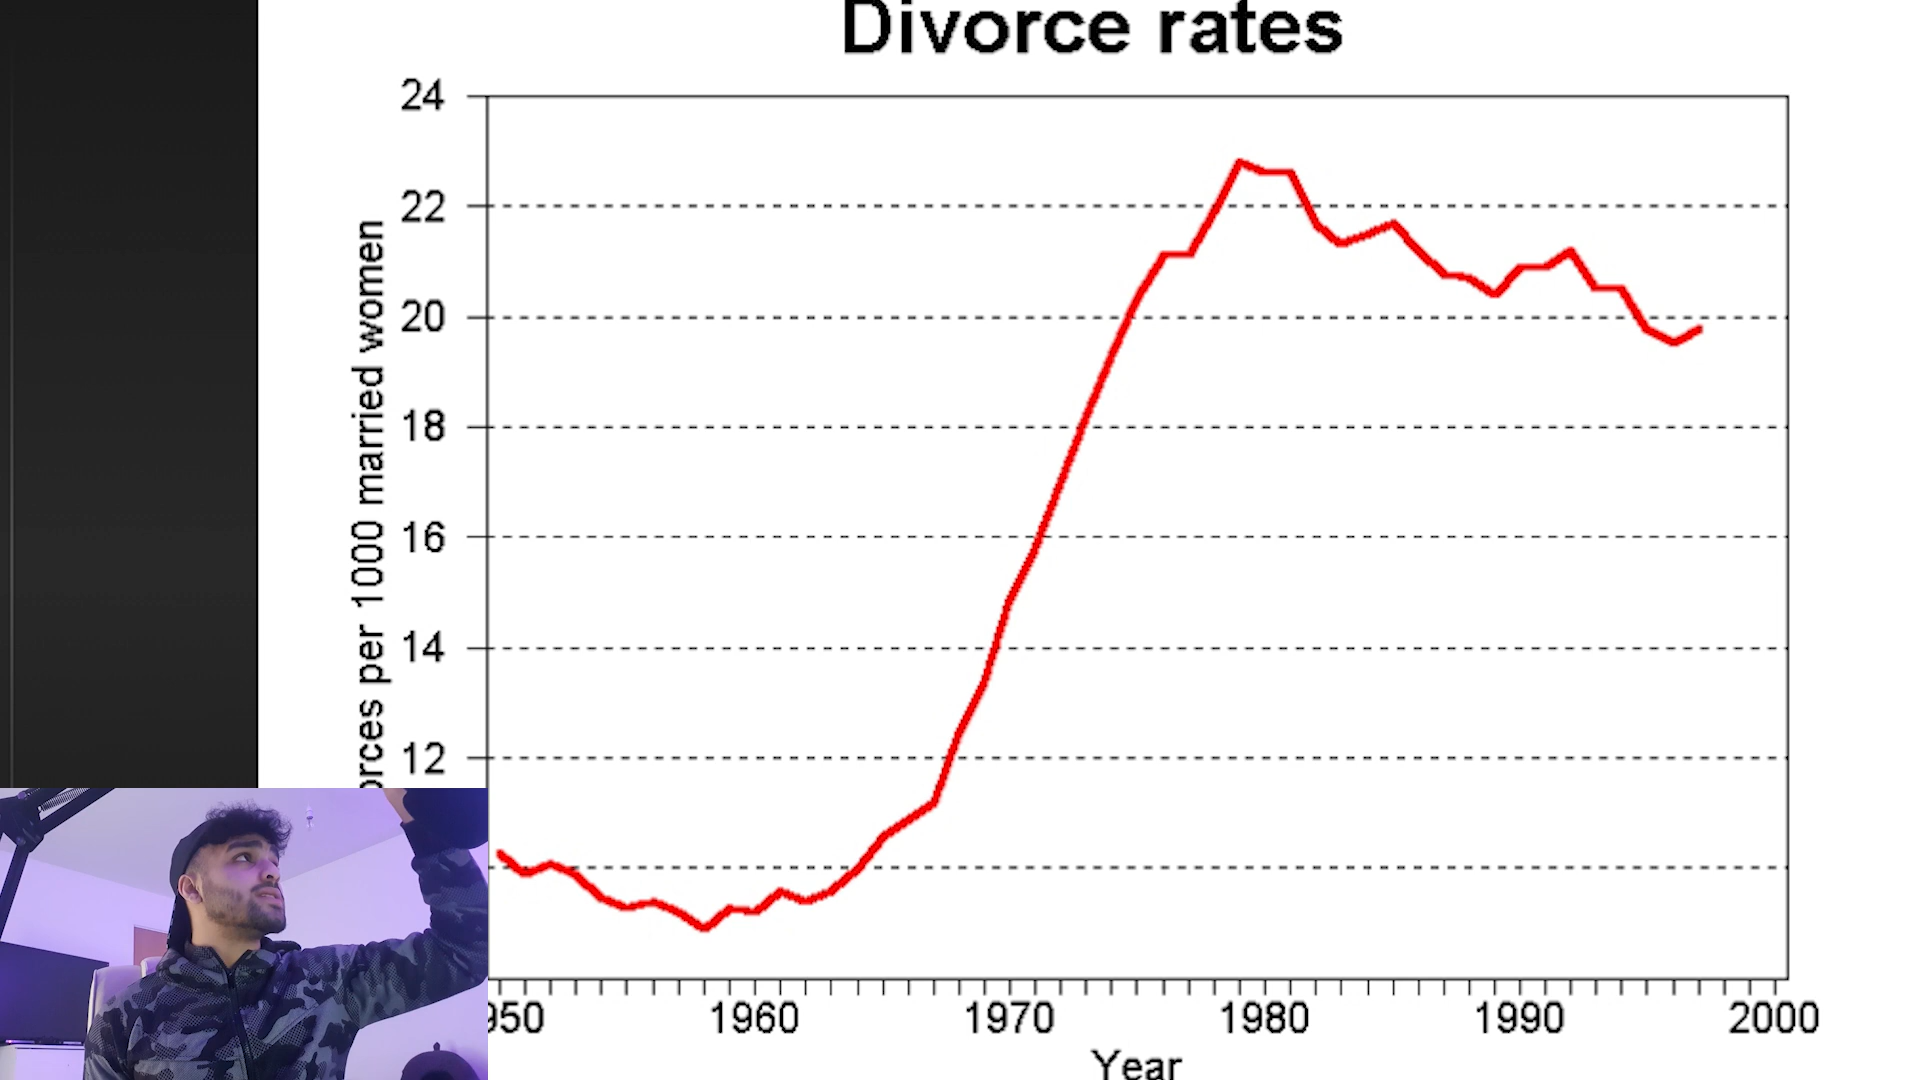 Divorce rates
24
22
20
18
16
14
12
orces per 1000 married women
950 1960 1970 1980 1990 2000
Year